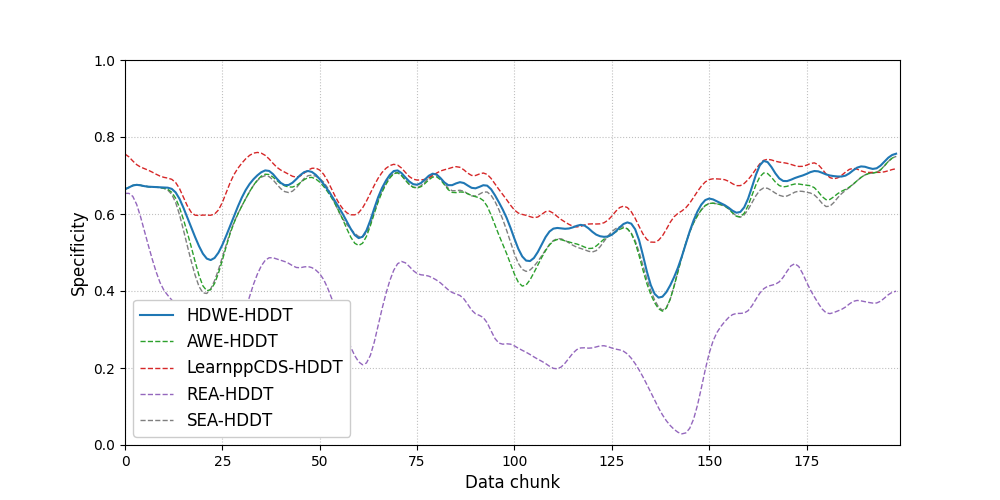 1.0
0.8
0.6
0.4
0.2
0.0
Specificity
HDWE-HDDT
AWE-HDDT
LearnppCDS-HDDT
REA-HDDT
SEA-HDDT
0 25 50 75 100 125 150 175
Data chunk